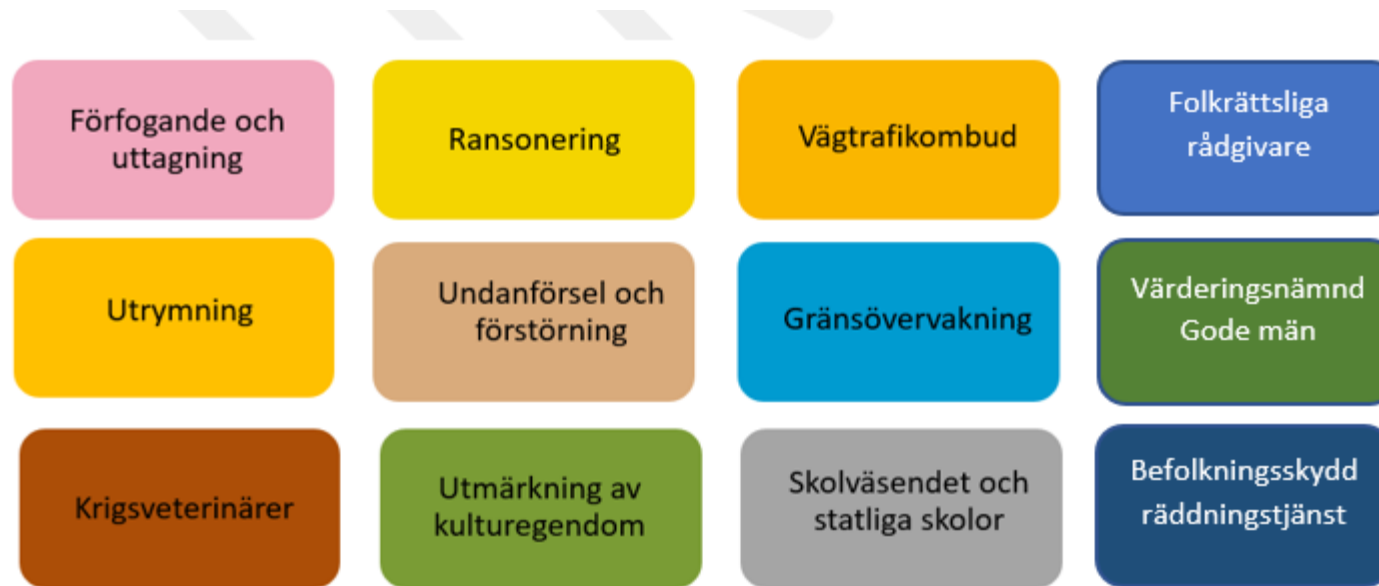 Förfogande och
uttagning
Ransonering
Vägtrafikombud
Folkrättsliga
rådgivare
Utrymning
Undanförsel och
förstörning
Gränsövervakning
Värderingsnämnd
Gode män
Krigsveterinärer
Utmärkning av
kulturegendom
Skolväsendet och
statliga skolor
Befolkningsskydd
räddningstjänst